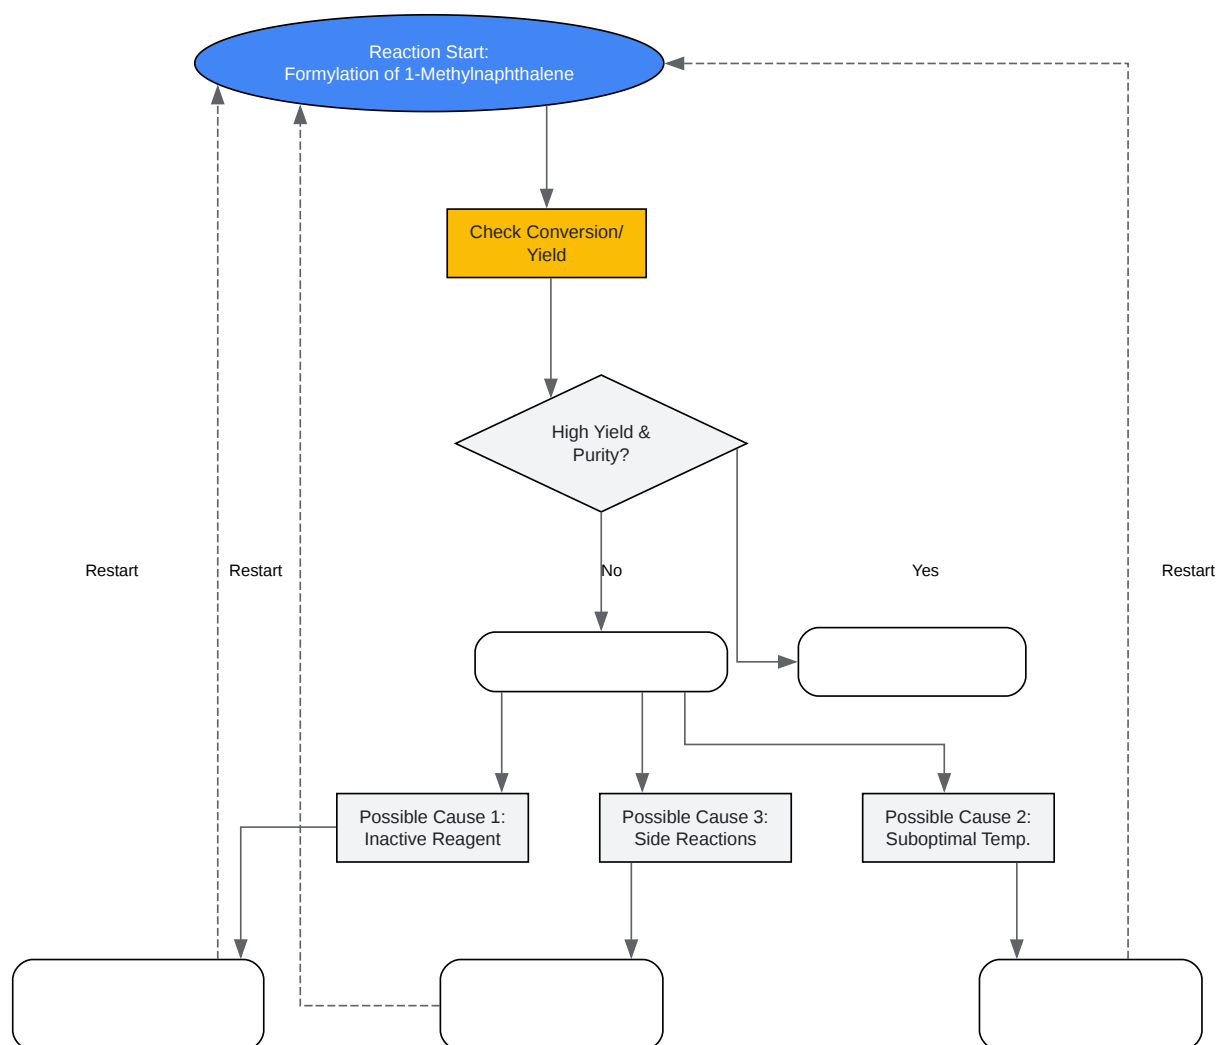 Reaction Start:
Formylation of 1-Methylnaphthalene
Check Conversion/
Yield
High Yield &
Purity?
Restart
Restart
No
Yes
Restart
Possible Cause 1:
Inactive Reagent
Possible Cause 3:
Side Reactions
Possible Cause 2:
Suboptimal Temp.